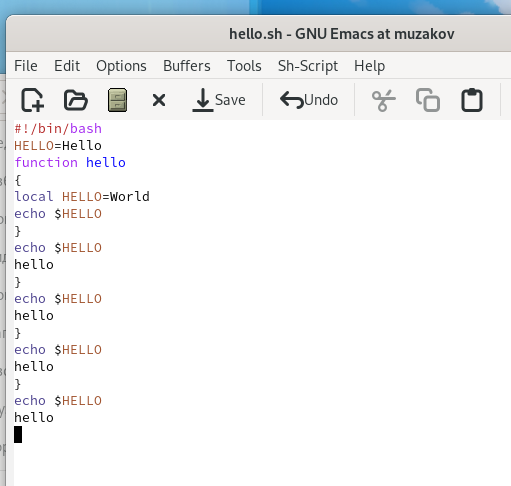 hello.sh - GNU Emacs at muzakov
File Edit Options Buffers Tools Sh-Script Help
Save Undo
#!/bin/bash
HELLO=Hello
function hello
{
local HELLO=World
echo $HELLO
}
echo $HELLO
hello
}
echo $HELLO
hello
}
echo $HELLO
hello
}
echo $HELLO
hello